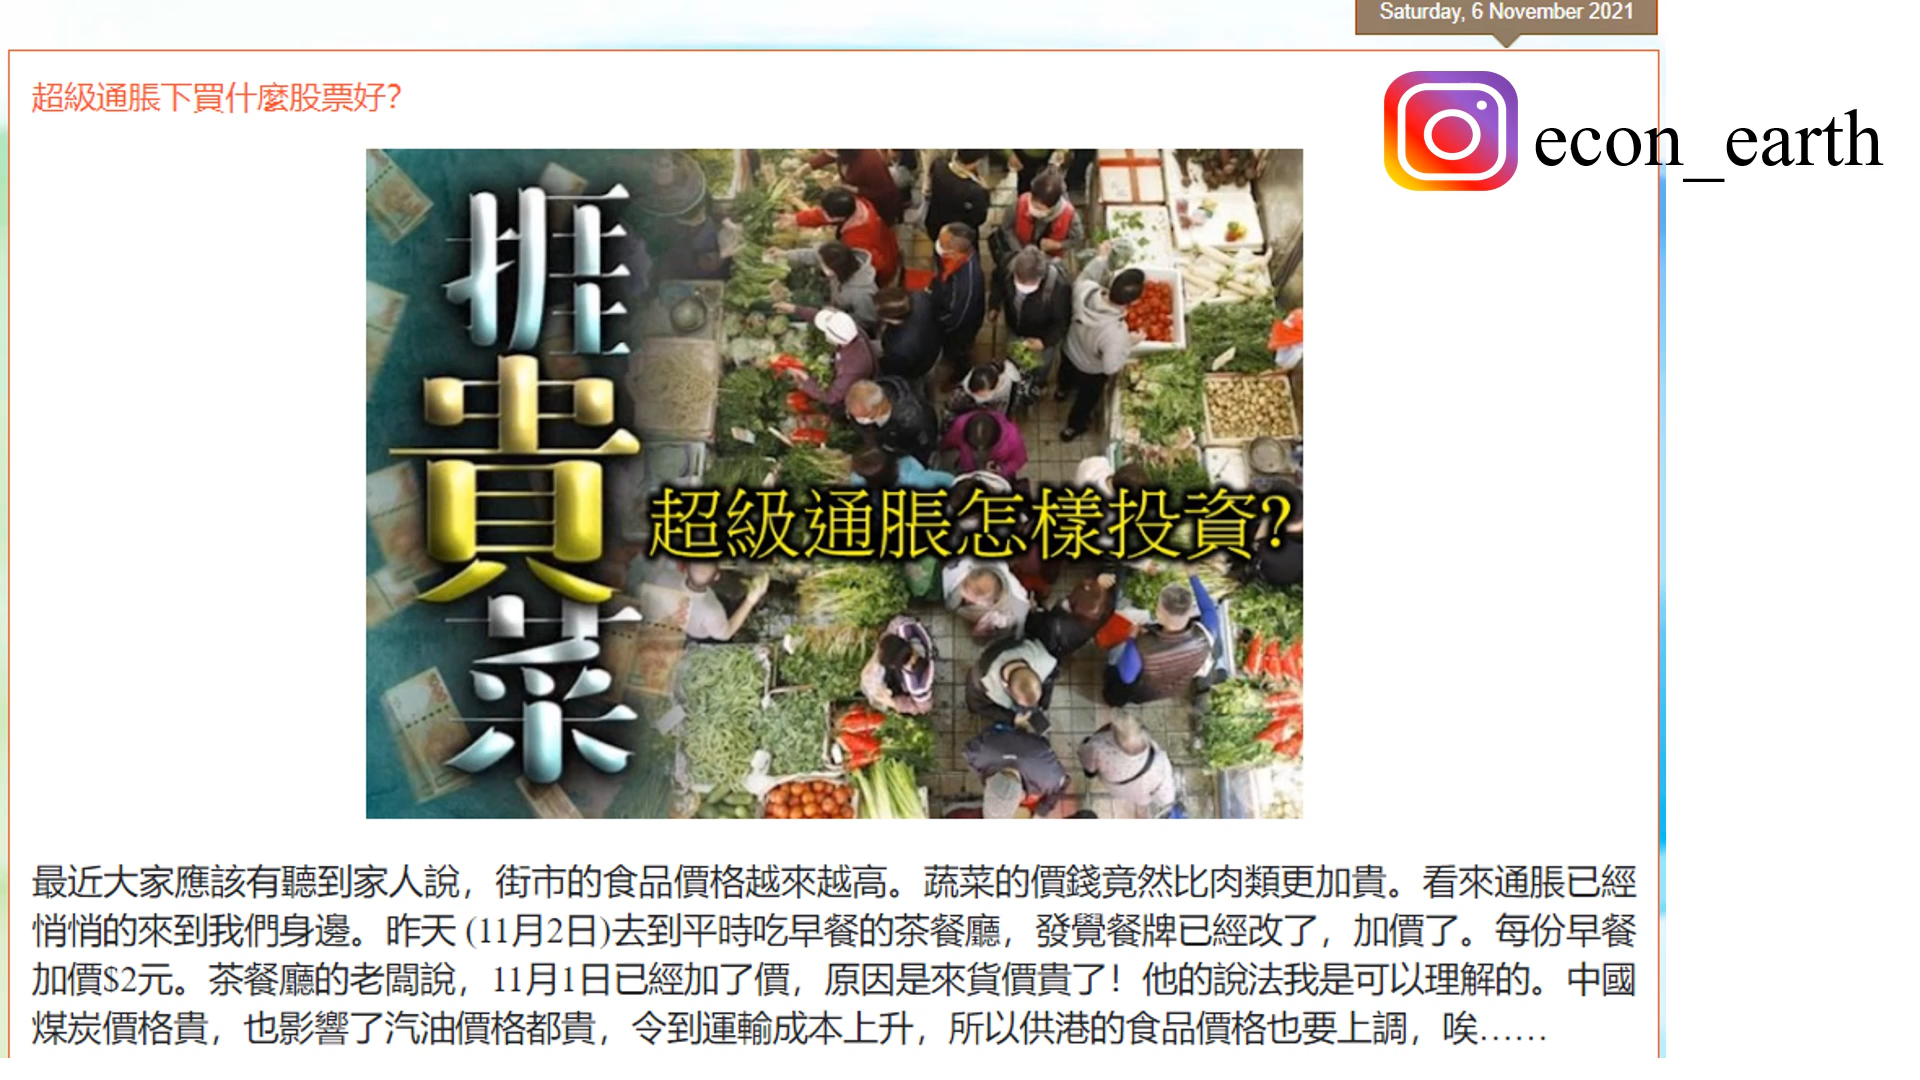 Saturday, 6 November 2021
超級通脹下買什麼股票好?
econ_earth
捱貴菜
超級通脹怎樣投資?
最近大家應該有聽到家人說，街市的食品價格越來越高。蔬菜的價錢竟然比肉類更加貴。看來通脹已經
悄悄的來到我們身邊。昨天 (11月2日)去到平時吃早餐的茶餐廳，發覺餐牌已經改了，加價了。每份早餐
加價$2元。茶餐廳的老闆說，11月1日已經加了價，原因是來貨價貴了！他的說法我是可以理解的。中國
煤炭價格貴，也影響了汽油價格都貴，令到運輸成本上升，所以供港的食品價格也要上調，唉……